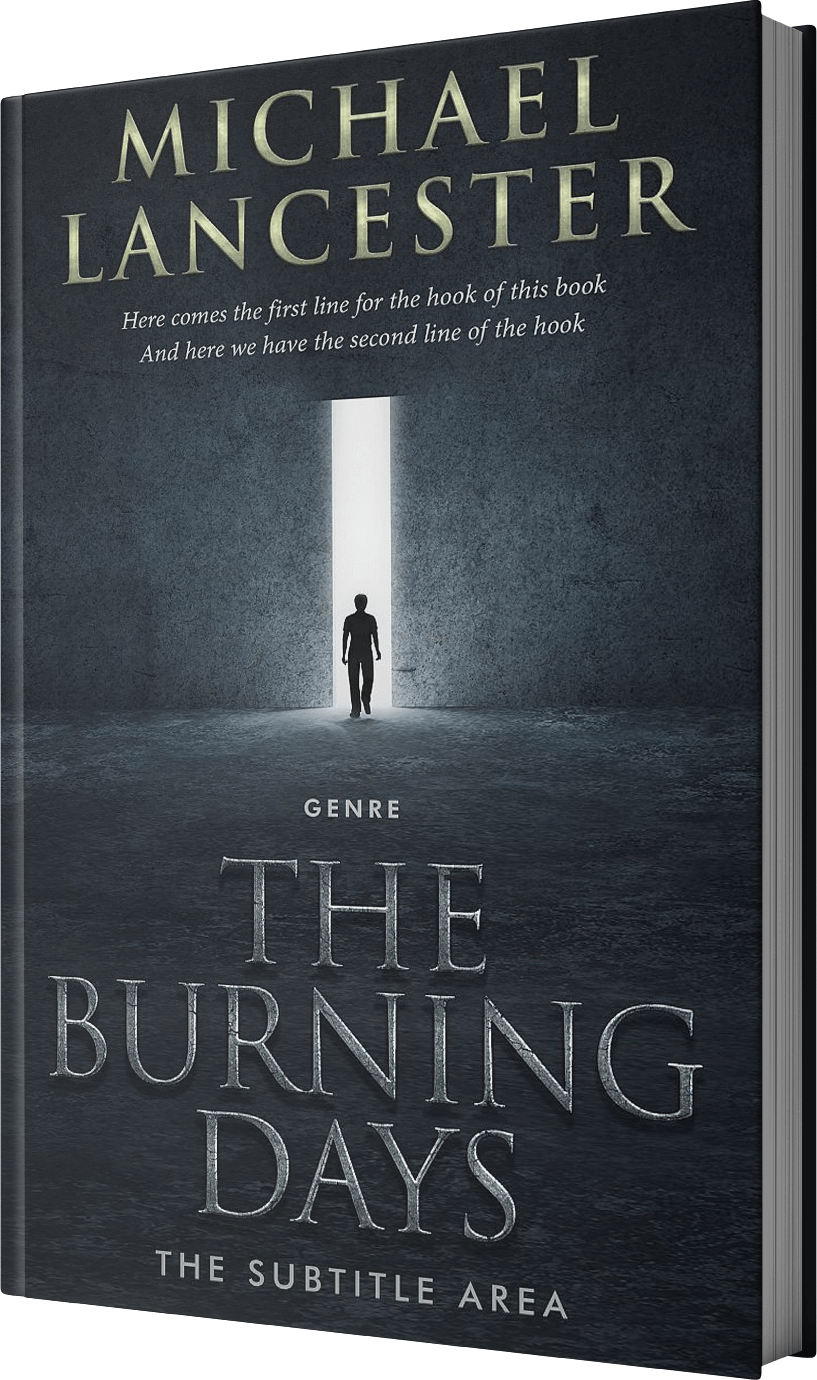 MICHAEL
LANCESTER
Here comes the first line for the hook of this book
And here we have the second line of the hook
GENRE
THE
BURNING
DAYS
THE SUBTITLE AREA